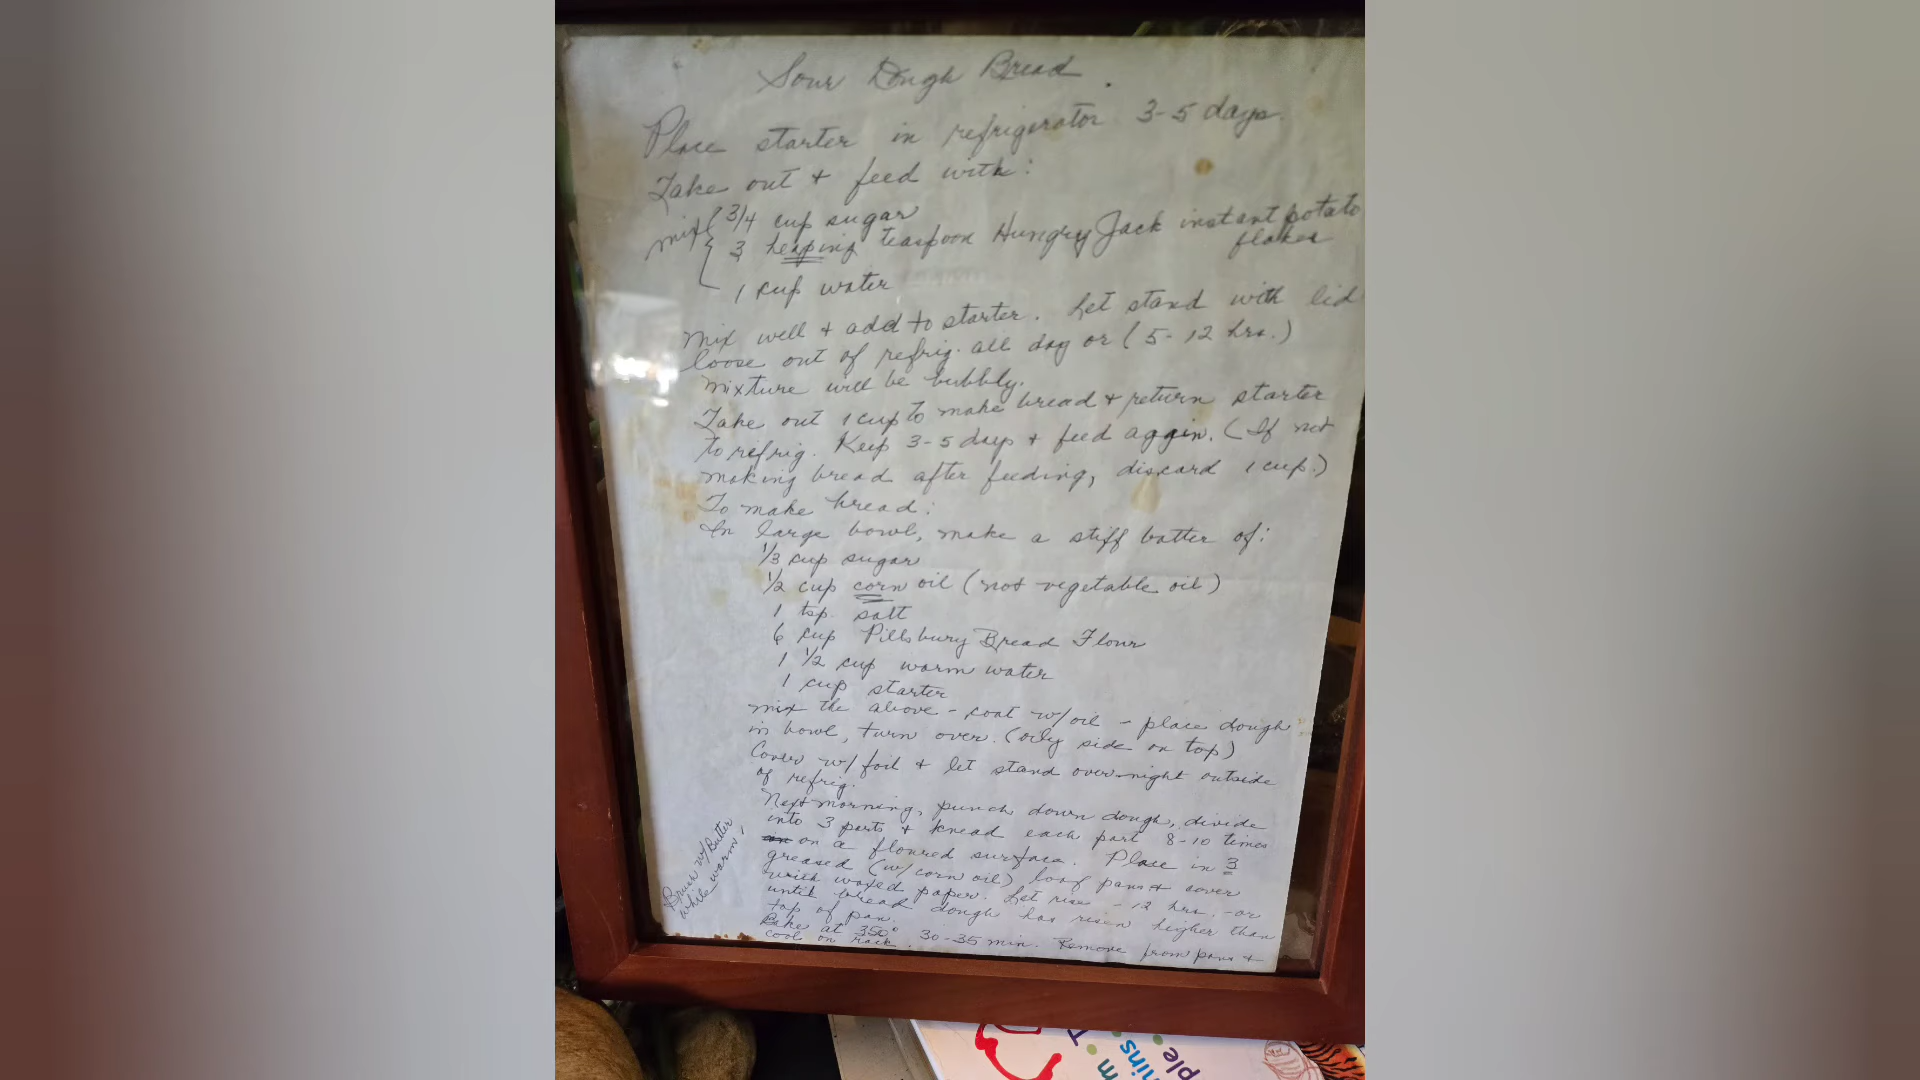 Sour Dough Bread
Place starter in refrigerator 3-5 days.
Take out + feed with:
mix { 3/4 cup sugar
3 heaping teaspoon Hungry Jack instant potato
flakes
1 cup water
Mix well + add to starter. Let stand with lid
loose out of refrig. all day or (5-12 hrs.)
mixture will be bubbly.
Take out 1 cup to make bread + return starter
to refrig. Keep 3-5 days + feed aggin. (If not
making bread after feeding, discard 1 cup.)
To make bread:
In large bowl, make a stiff batter of:
1/3 cup sugar
1/2 cup corn oil (not vegetable oil)
1 tsp. salt
6 cup Pillsbury Bread Flour
1 1/2 cup warm water
1 cup starter
mix the above - coat w/oil - place dough
in bowl, turn over. (oily side on top)
Cover w/ foil + let stand over-night outside
of refrig.
Next morning, punch down dough, divide
into 3 parts + knead each part 8-10 times
on a floured surface. Place in 3
greased (w/ corn oil) loaf pans + cover
with waxed paper. Let rise - 12 hrs. - or
until bread dough has risen higher than
top of pan.
Bake at 350° 30-35 min. Remove from pans +
cool on rack.
Brush w/ Butter
while warm!
m
nins
ple